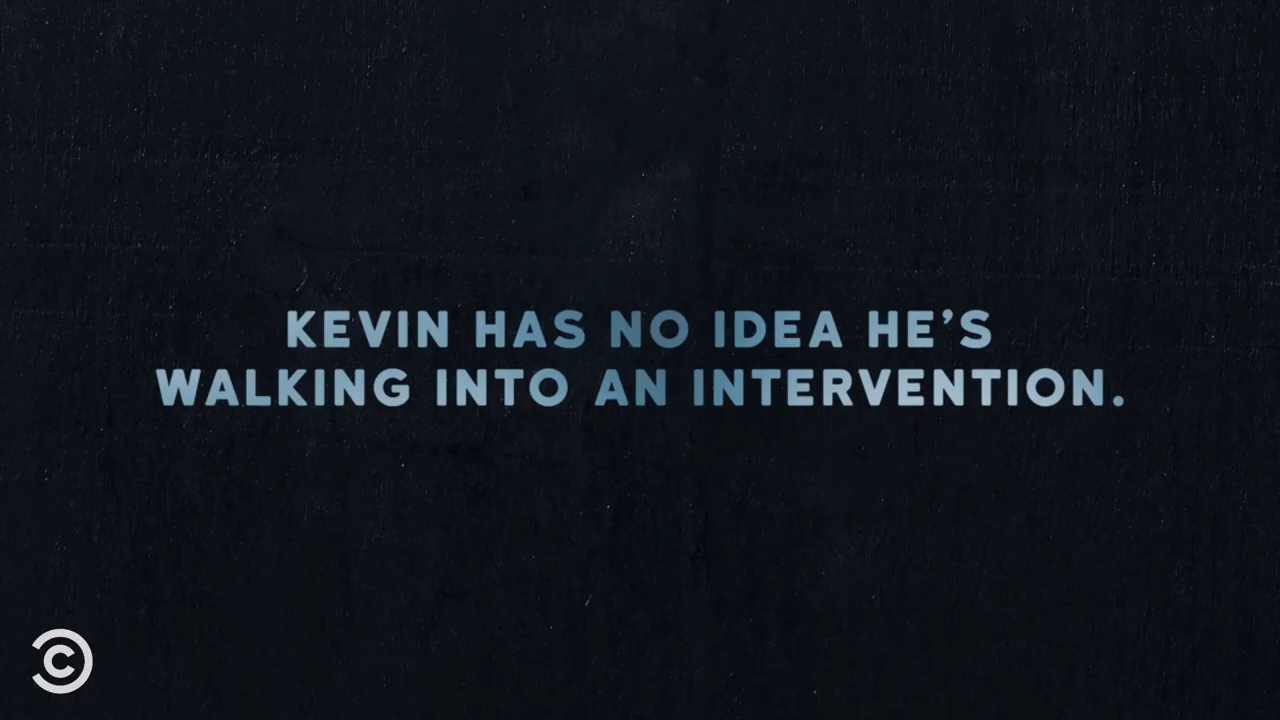 KEVIN HAS NO IDEA HE'S
WALKING INTO AN INTERVENTION.